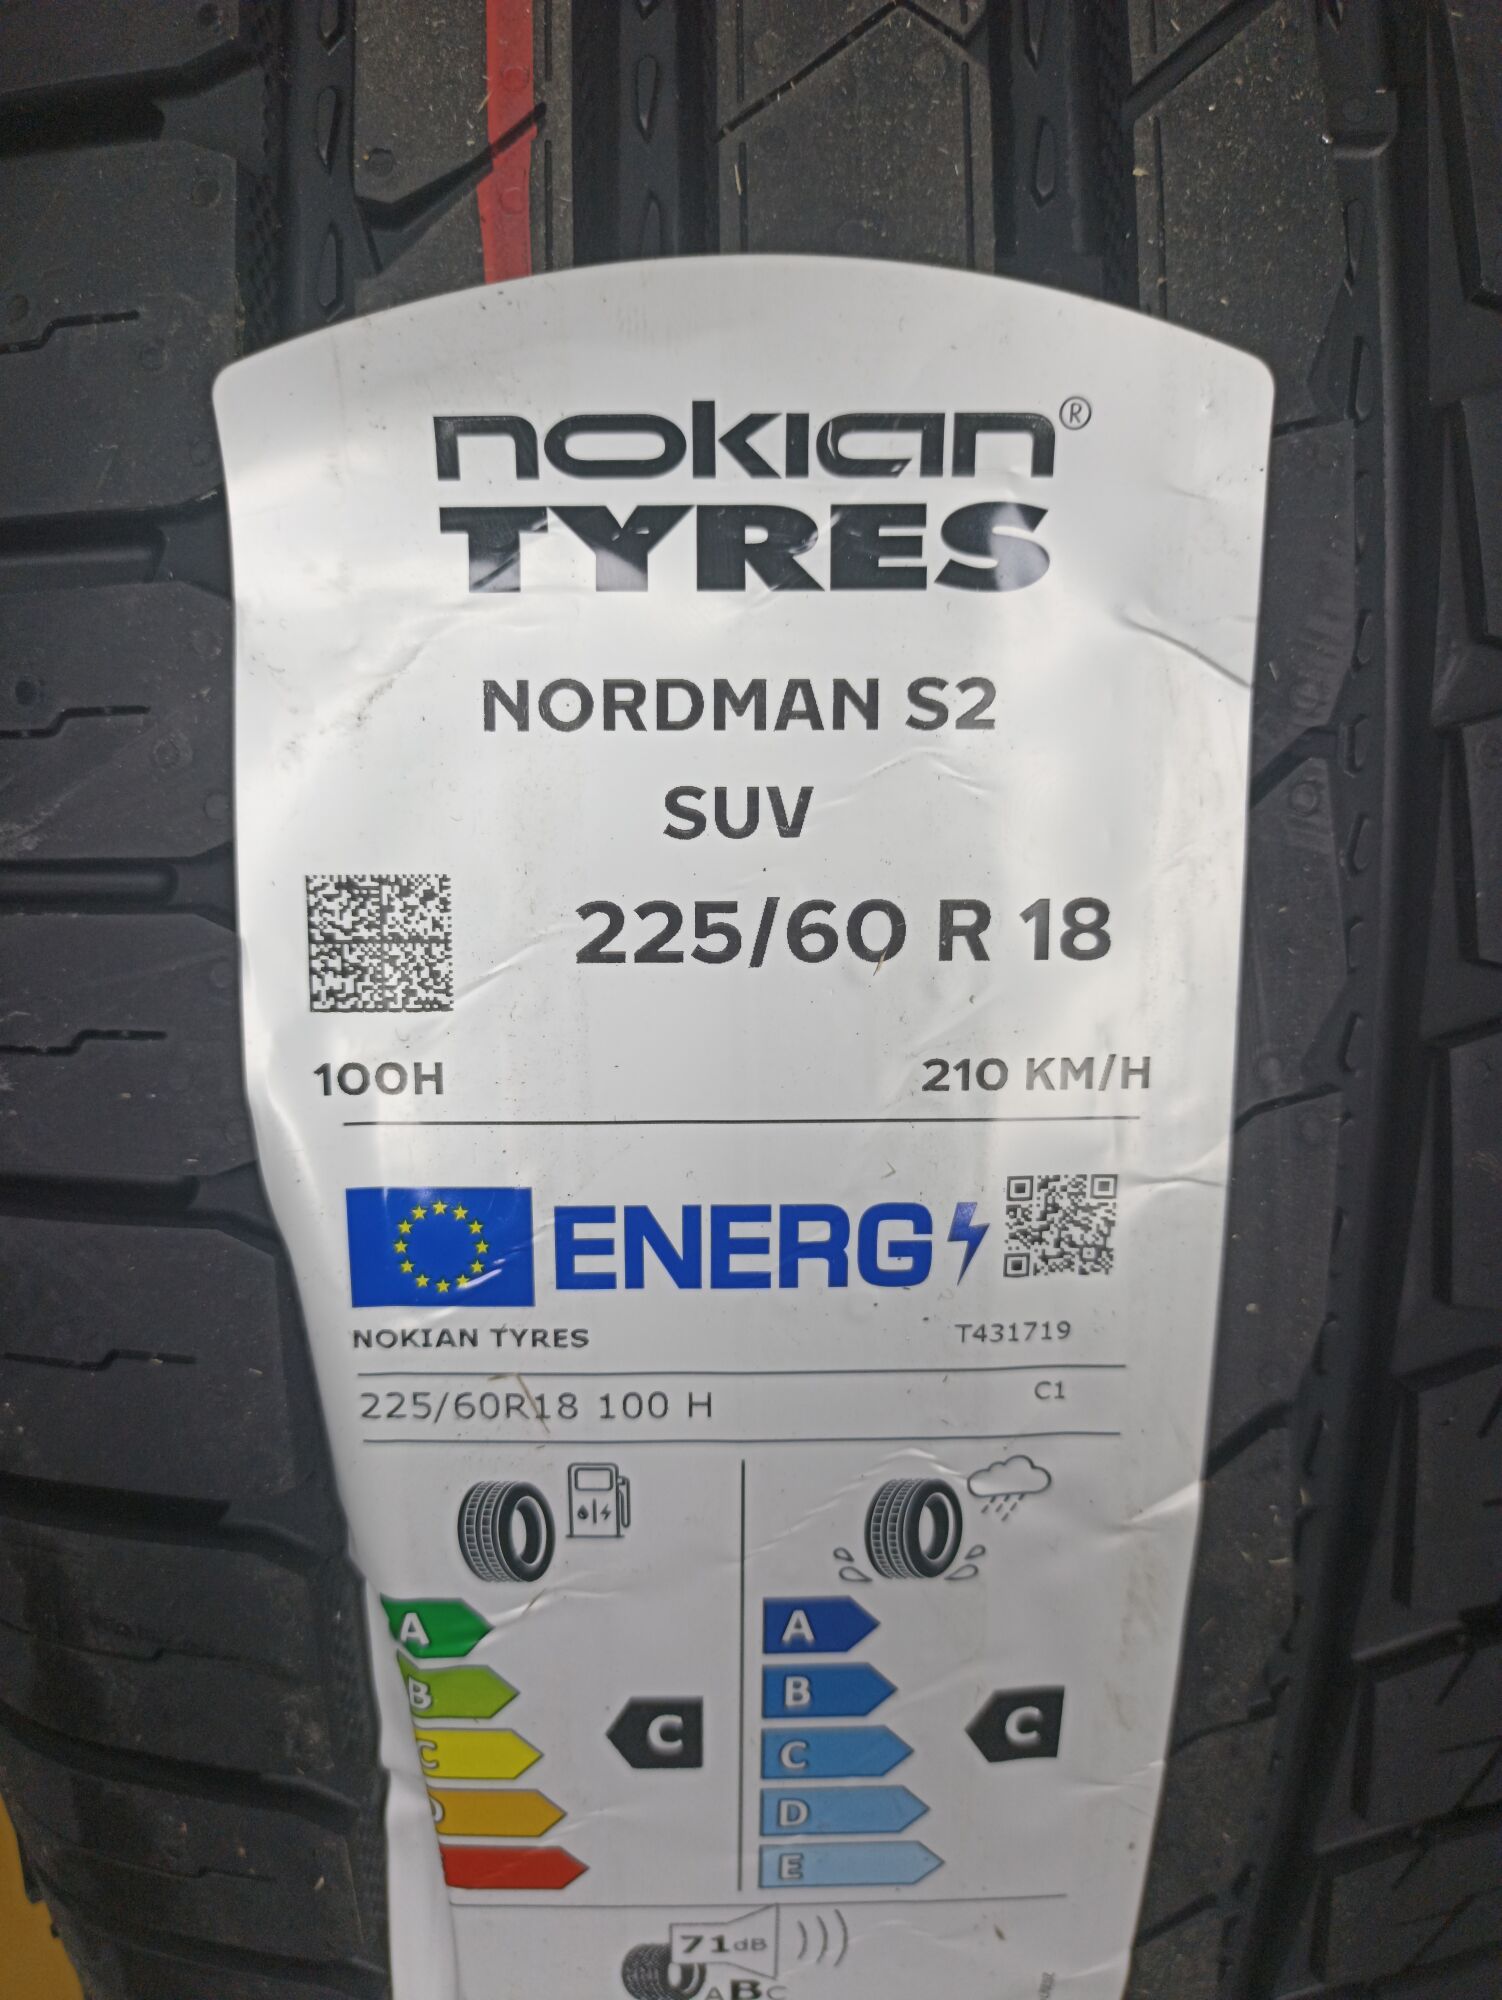 nokian®
TYRES
NORDMAN S2
SUV
225/60 R 18
100H 210 KM/H
ENERG
NOKIAN TYRES T431719
225/60R18 100 H C1
A A
B B
C C C C
D D
E
71dB
ABC